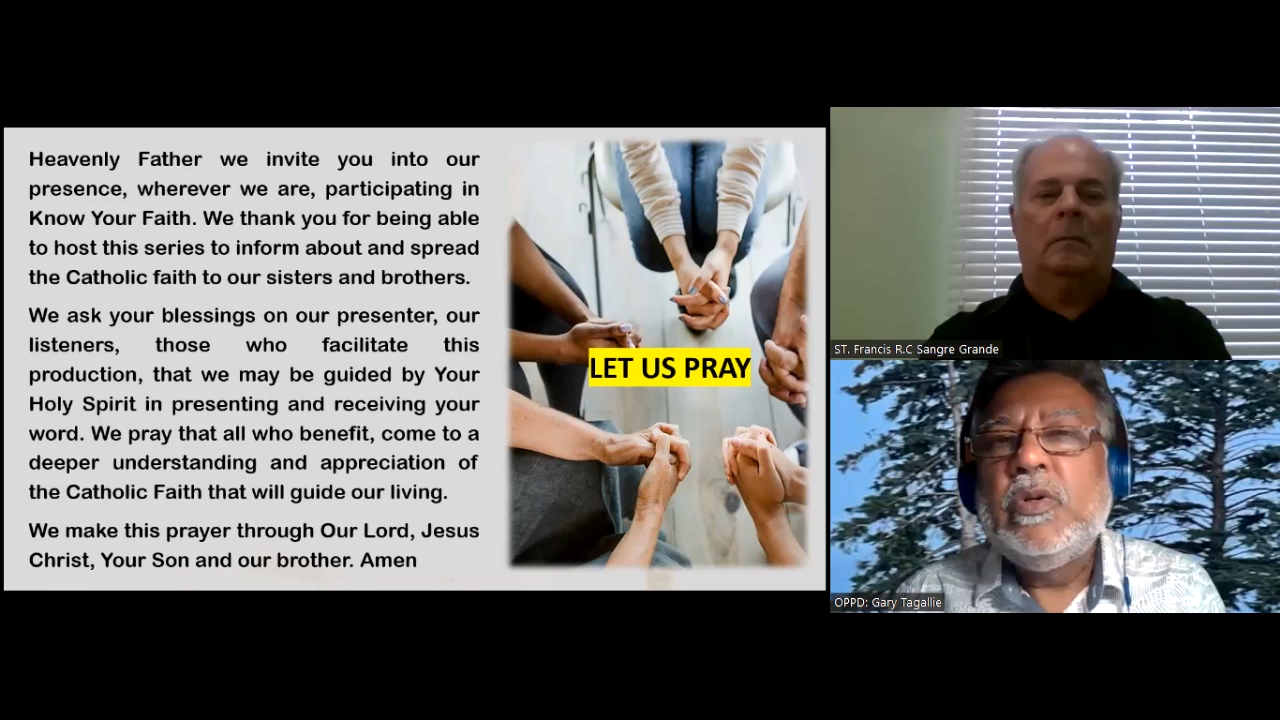 Heavenly Father we invite you into our
presence, wherever we are, participating in
Know Your Faith. We thank you for being able
to host this series to inform about and spread
the Catholic faith to our sisters and brothers.
We ask your blessings on our presenter, our
listeners, those who facilitate this
production, that we may be guided by Your
Holy Spirit in presenting and receiving your
word. We pray that all who benefit, come to a
deeper understanding and appreciation of
the Catholic Faith that will guide our living.
We make this prayer through Our Lord, Jesus
Christ, Your Son and our brother. Amen
LET US PRAY
ST. Francis R.C Sangre Grande
OPPD: Gary Tagallie